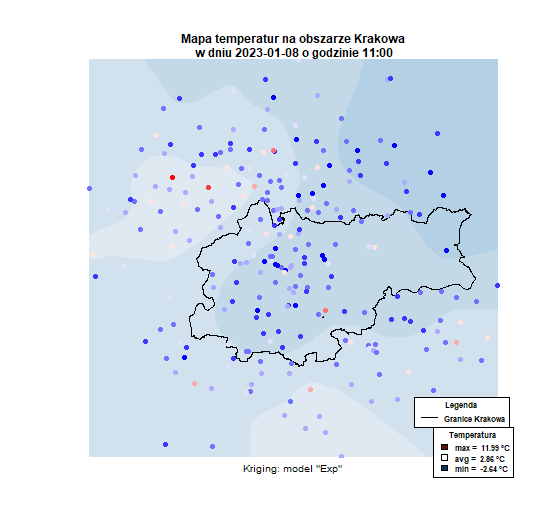 Mapa temperatur na obszarze Krakowa
w dniu 2023-01-08 o godzinie 11:00
Legenda
Granice Krakowa
Temperatura
max = 11.99 °C
avg = 2.86 °C
min = -2.64 °C
Kriging: model "Exp"